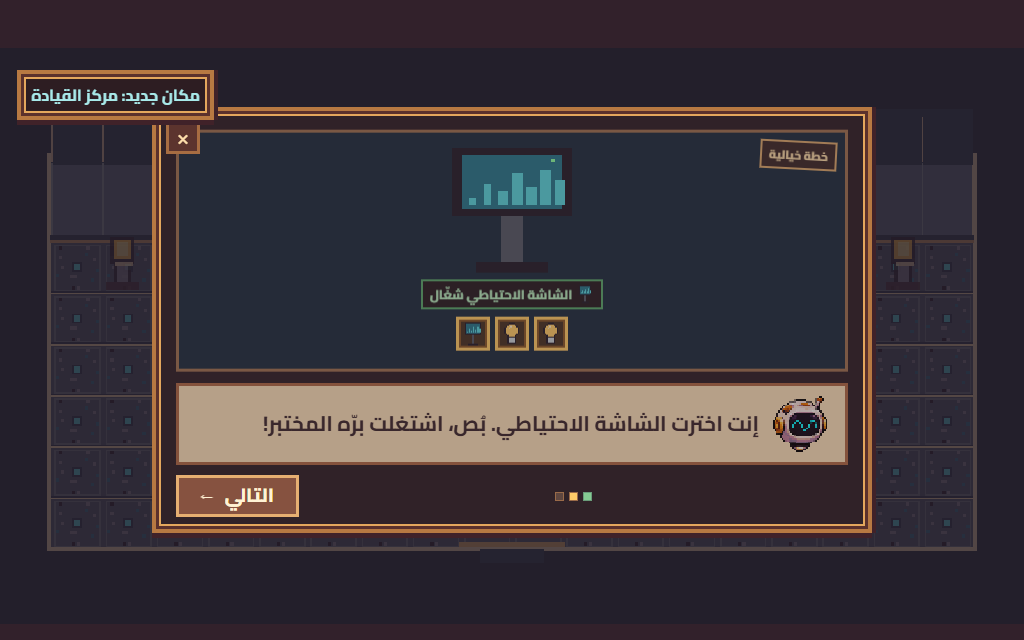 مكان جديد: مركز القيادة
×
خطة خيالية
الشاشة الاحتياطي شغّال
إنت اخترت الشاشة الاحتياطي. بُص، اشتغلت برّه المختبر!
التالي ←